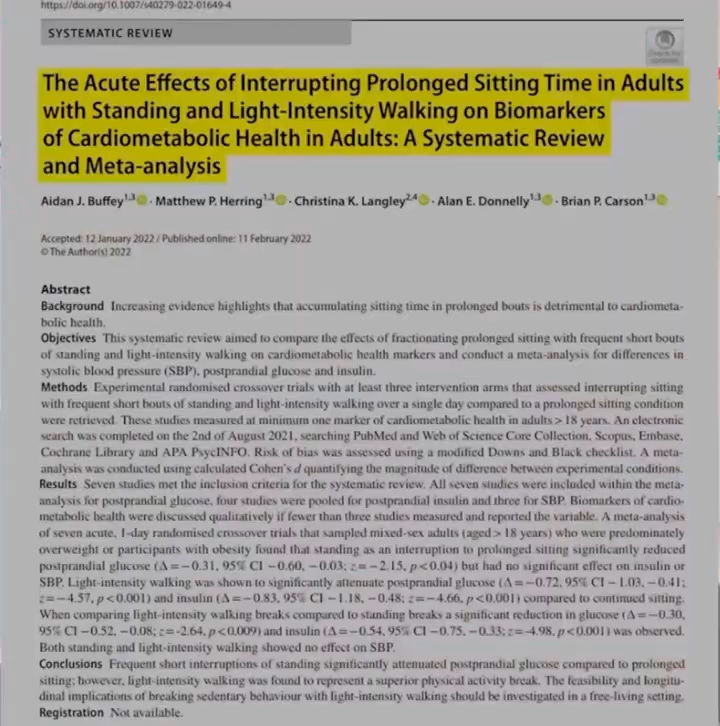 https://doi.org/10.1007/s40279-022-01649-4
SYSTEMATIC REVIEW
The Acute Effects of Interrupting Prolonged Sitting Time in Adults
with Standing and Light-Intensity Walking on Biomarkers
of Cardiometabolic Health in Adults: A Systematic Review
and Meta-analysis
Aidan J. Buffey1,3 · Matthew P. Herring1,3 · Christina K. Langley2,4 · Alan E. Donnelly1,3 · Brian P. Carson1,3
Accepted: 12 January 2022 / Published online: 11 February 2022
© The Author(s) 2022
Abstract
Background Increasing evidence highlights that accumulating sitting time in prolonged bouts is detrimental to cardiometa-
bolic health.
Objectives This systematic review aimed to compare the effects of fractionating prolonged sitting with frequent short bouts
of standing and light-intensity walking on cardiometabolic health markers and conduct a meta-analysis for differences in
systolic blood pressure (SBP), postprandial glucose and insulin.
Methods Experimental randomised crossover trials with at least three intervention arms that assessed interrupting sitting
with frequent short bouts of standing and light-intensity walking over a single day compared to a prolonged sitting condition
were retrieved. These studies measured at minimum one marker of cardiometabolic health in adults > 18 years. An electronic
search was completed on the 2nd of August 2021, searching PubMed and Web of Science Core Collection, Scopus, Embase,
Cochrane Library and APA PsycINFO. Risk of bias was assessed using a modified Downs and Black checklist. A meta-
analysis was conducted using calculated Cohen's d quantifying the magnitude of difference between experimental conditions.
Results Seven studies met the inclusion criteria for the systematic review. All seven studies were included within the meta-
analysis for postprandial glucose, four studies were pooled for postprandial insulin and three for SBP. Biomarkers of cardio-
metabolic health were discussed qualitatively if fewer than three studies measured and reported the variable. A meta-analysis
of seven acute, 1-day randomised crossover trials that sampled mixed-sex adults (aged > 18 years) who were predominately
overweight or participants with obesity found that standing as an interruption to prolonged sitting significantly reduced
postprandial glucose (Δ = −0.31, 95% CI −0.60, −0.03; z = −2.15, p < 0.04) but had no significant effect on insulin or
SBP. Light-intensity walking was shown to significantly attenuate postprandial glucose (Δ = −0.72, 95% CI − 1.03, −0.41;
z = −4.57, p < 0.001) and insulin (Δ = −0.83, 95% CI −1.18, −0.48; z = −4.66, p < 0.001) compared to continued sitting.
When comparing light-intensity walking breaks compared to standing breaks a significant reduction in glucose (Δ = −0.30,
95% CI −0.52, −0.08; z = -2.64, p < 0.009) and insulin (Δ = −0.54, 95% CI −0.75, −0.33; z = −4.98, p < 0.001) was observed.
Both standing and light-intensity walking showed no effect on SBP.
Conclusions Frequent short interruptions of standing significantly attenuated postprandial glucose compared to prolonged
sitting; however, light-intensity walking was found to represent a superior physical activity break. The feasibility and longitu-
dinal implications of breaking sedentary behaviour with light-intensity walking should be investigated in a free-living setting.
Registration Not available.